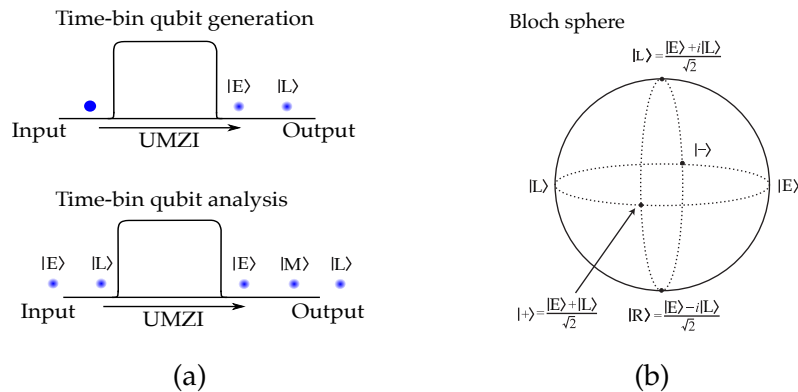 Time-bin qubit generation
|E⟩ |L⟩
Input
UMZI
Output
Time-bin qubit analysis
|E⟩ |L⟩ |E⟩ |M⟩ |L⟩
Input
UMZI
Output
(a)
Bloch sphere
|L⟩=|E⟩+i|L⟩/√2
|−⟩
|L⟩
|E⟩
|+⟩=|E⟩+|L⟩/√2
|R⟩=|E⟩−i|L⟩/√2
(b)